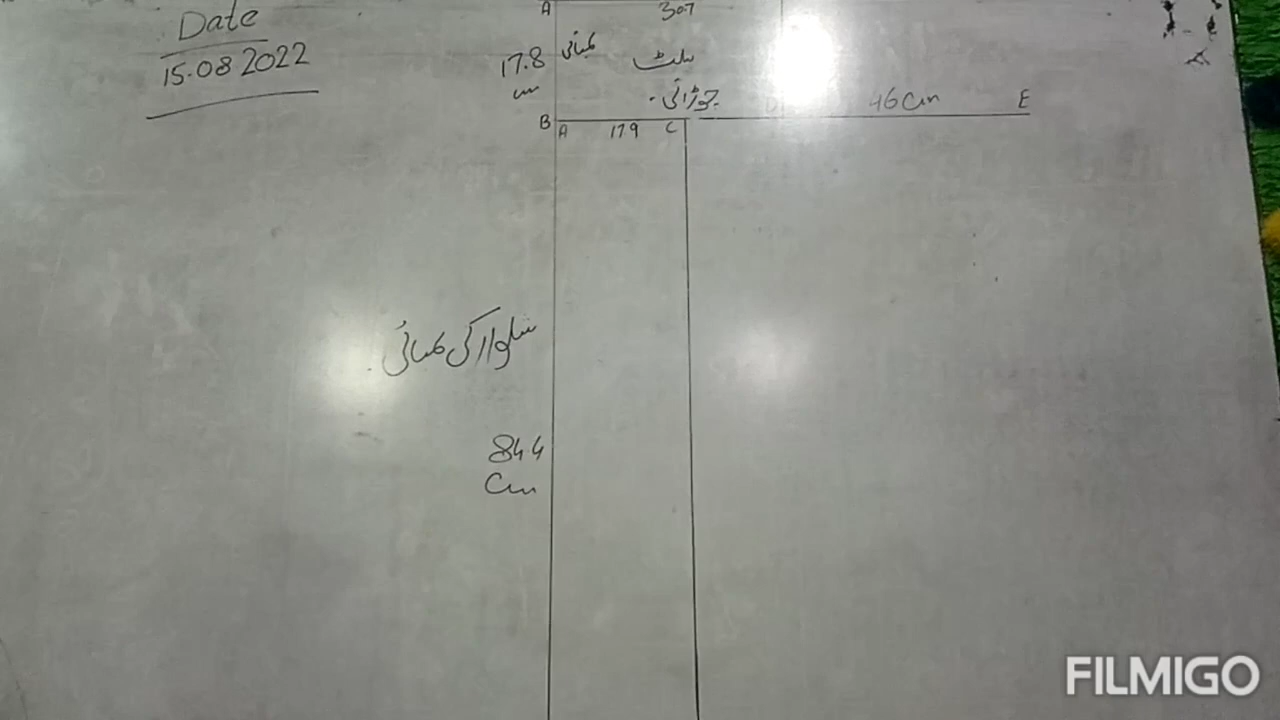 Date
15.08 2022
A 307
17.8 لمبائی
س
بیلٹ
چوڑائی.
46 Cm E
B A 179 C
شلوار کی لمبائی.
84.4
Cm
FILMIGO